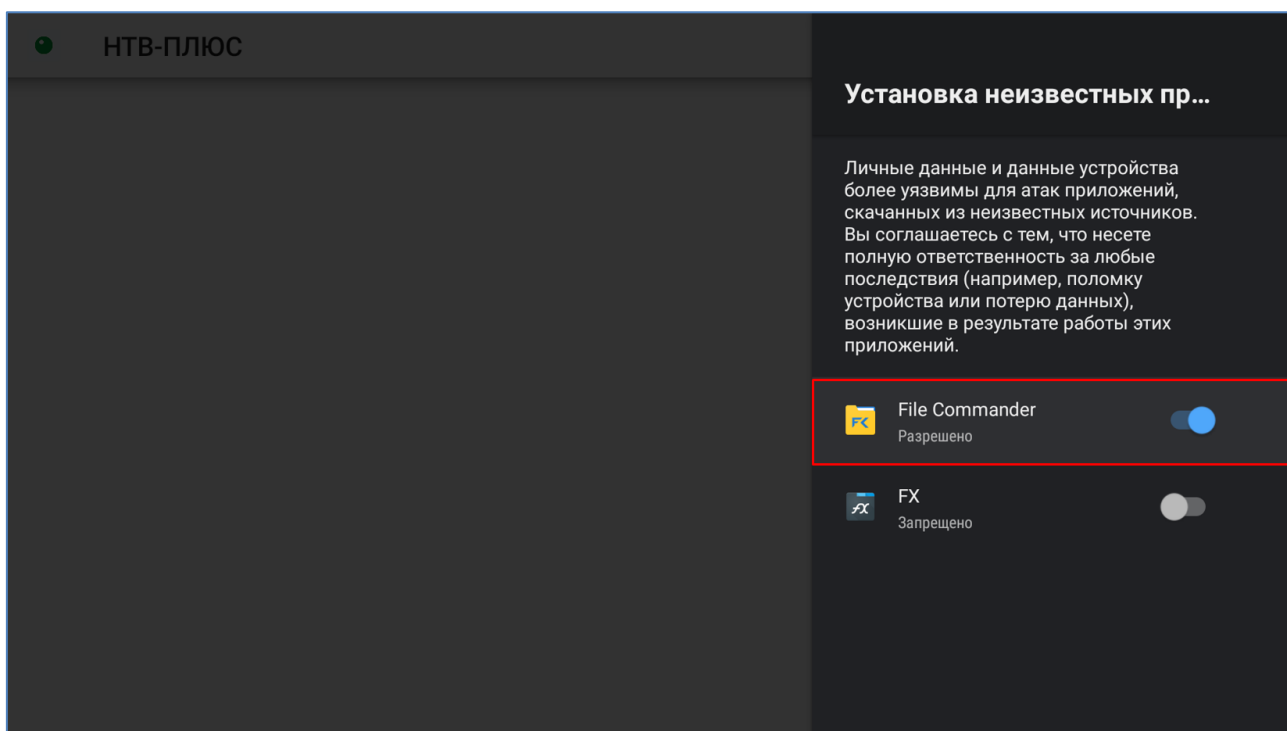 НТВ-ПЛЮС
Установка неизвестных пр...
Личные данные и данные устройства
более уязвимы для атак приложений,
скачанных из неизвестных источников.
Вы соглашаетесь с тем, что несете
полную ответственность за любые
последствия (например, поломку
устройства или потерю данных),
возникшие в результате работы этих
приложений.
File Commander
Разрешено
FX
Запрещено